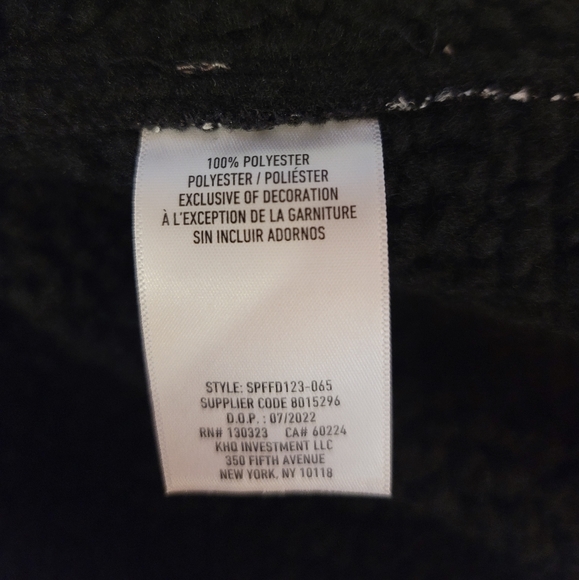 100% POLYESTER
POLYESTER / POLIÉSTER
EXCLUSIVE OF DECORATION
À L'EXCEPTION DE LA GARNITURE
SIN INCLUIR ADORNOS
STYLE: SPFFD123-065
SUPPLIER CODE 8015296
D.O.P. : 07/2022
RN# 130323 CA# 60224
KHQ INVESTMENT LLC
350 FIFTH AVENUE
NEW YORK, NY 10118